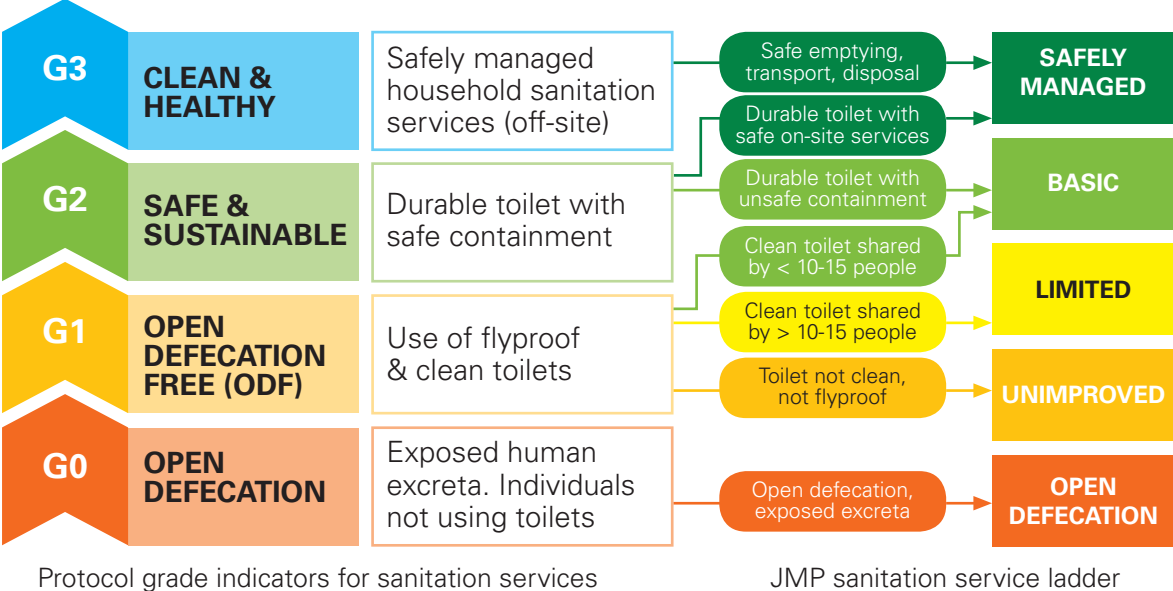 G3
CLEAN &
HEALTHY
Safely managed
household sanitation
services (off-site)
Safe emptying,
transport, disposal
Durable toilet with
safe on-site services
SAFELY
MANAGED
G2
SAFE &
SUSTAINABLE
Durable toilet with
safe containment
Durable toilet with
unsafe containment
Clean toilet shared
by < 10-15 people
BASIC
G1
OPEN
DEFECATION
FREE (ODF)
Use of flyproof
& clean toilets
Clean toilet shared
by > 10-15 people
LIMITED
Toilet not clean,
not flyproof
UNIMPROVED
G0
OPEN
DEFECATION
Exposed human
excreta. Individuals
not using toilets
Open defecation,
exposed excreta
OPEN
DEFECATION
Protocol grade indicators for sanitation services
JMP sanitation service ladder